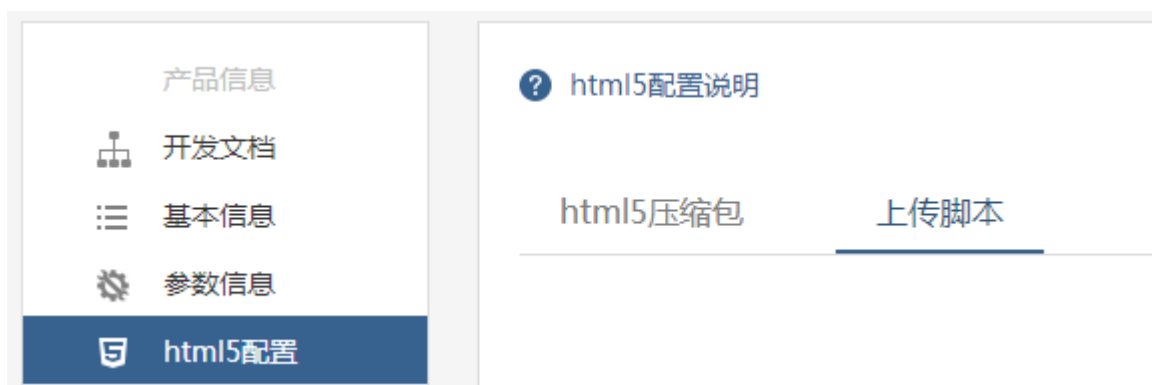 产品信息
开发文档
基本信息
参数信息
html5配置
html5配置说明
html5压缩包
上传脚本